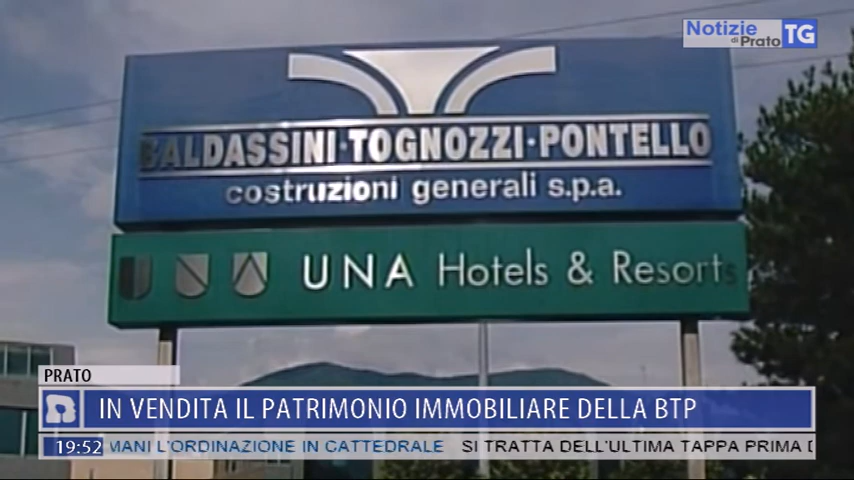 Notizie
di Prato TG
BALDASSINI·TOGNOZZI·PONTELLO
costruzioni generali s.p.a.
UNA Hotels & Resorts
PRATO
IN VENDITA IL PATRIMONIO IMMOBILIARE DELLA BTP
19:52 MANI L'ORDINAZIONE IN CATTEDRALE SI TRATTA DELL'ULTIMA TAPPA PRIMA D